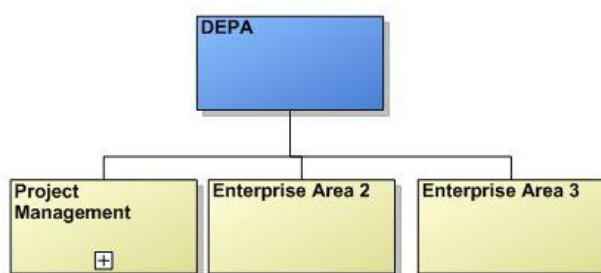 DEPA
Project
Management
Enterprise Area 2
Enterprise Area 3